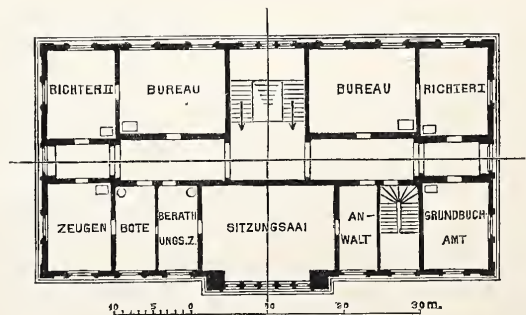 RICHTER II
BUREAU
BUREAU
RICHTER I
ZEUGEN
BOTE
BERATH
UNGS.Z.
SITZUNGSAAL
AN-
WALT
GRUNDBUCH
AMT
10 5 0 10 20 30 m.